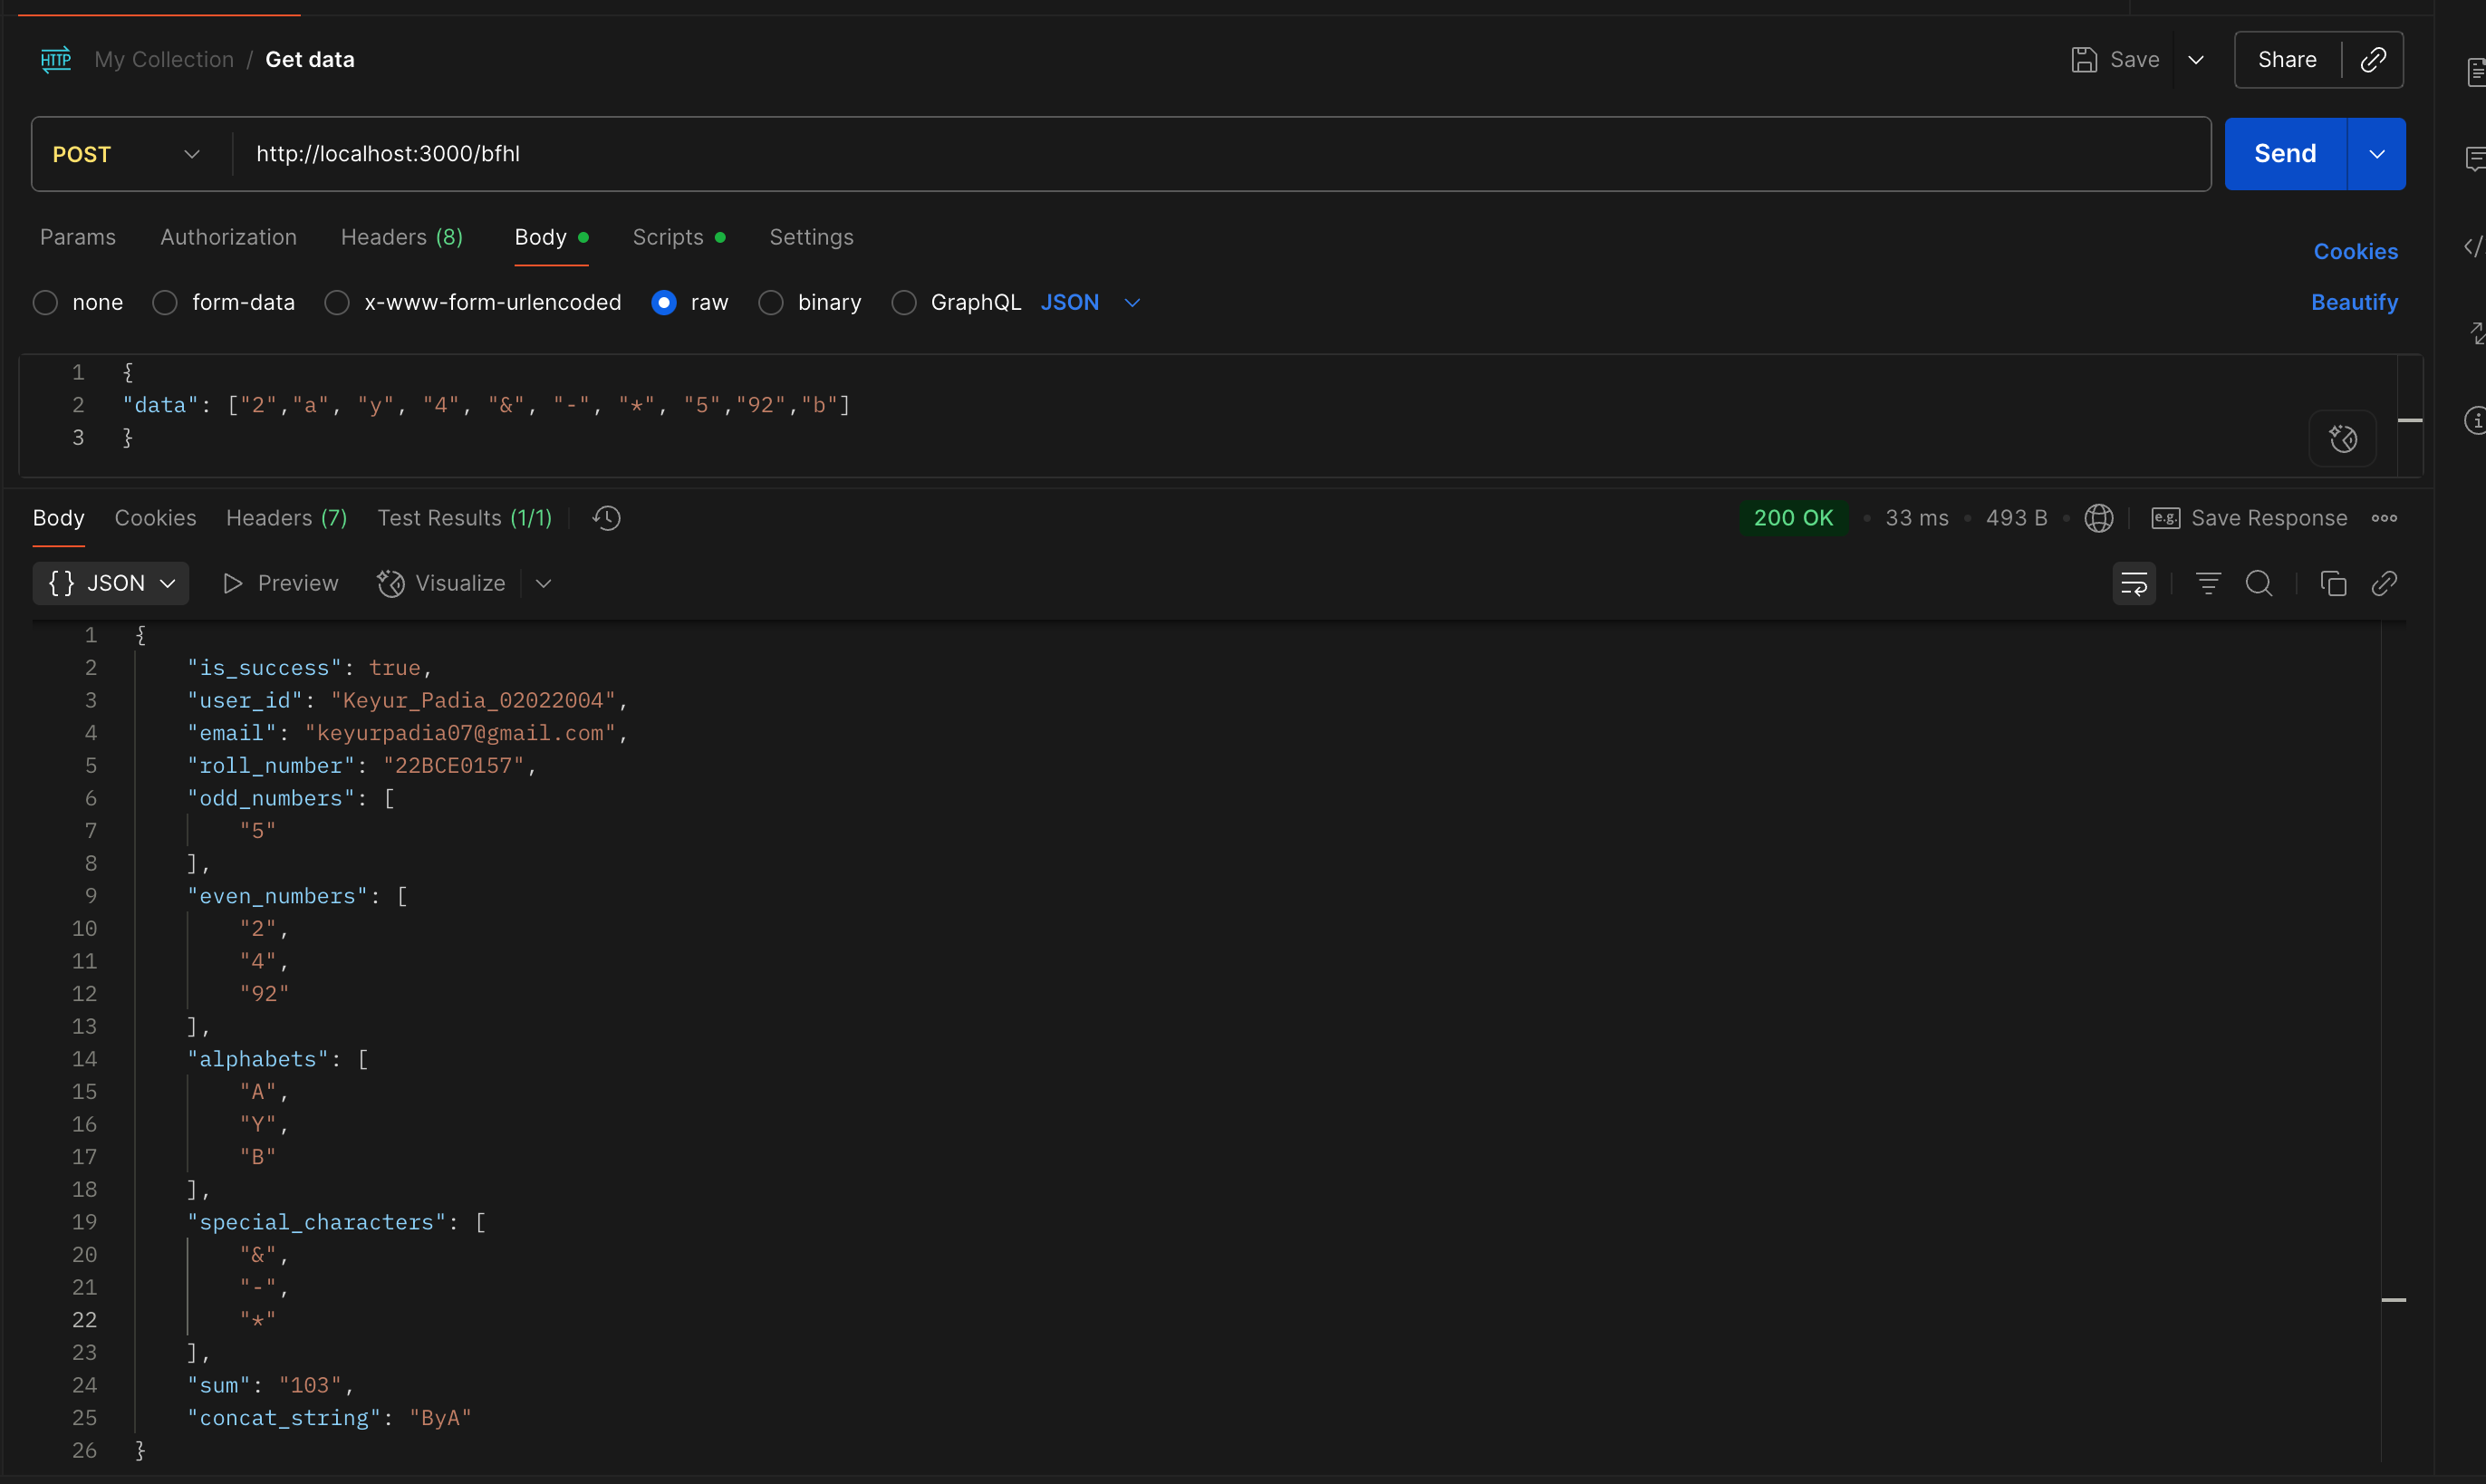 HTTP My Collection / Get data Save Share
POST http://localhost:3000/bfhl Send
Params Authorization Headers (8) Body Scripts Settings Cookies
none form-data x-www-form-urlencoded raw binary GraphQL JSON Beautify
1 {
2 "data": ["2","a", "y", "4", "&", "-", "*", "5","92","b"]
3 }
Body Cookies Headers (7) Test Results (1/1) 200 OK • 33 ms • 493 B • e.g. Save Response
{} JSON Preview Visualize
1 {
2 "is_success": true,
3 "user_id": "Keyur_Padia_02022004",
4 "email": "keyurpadia07@gmail.com",
5 "roll_number": "22BCE0157",
6 "odd_numbers": [
7 "5"
8 ],
9 "even_numbers": [
10 "2",
11 "4",
12 "92"
13 ],
14 "alphabets": [
15 "A",
16 "Y",
17 "B"
18 ],
19 "special_characters": [
20 "&",
21 "-",
22 "*"
23 ],
24 "sum": "103",
25 "concat_string": "ByA"
26 }